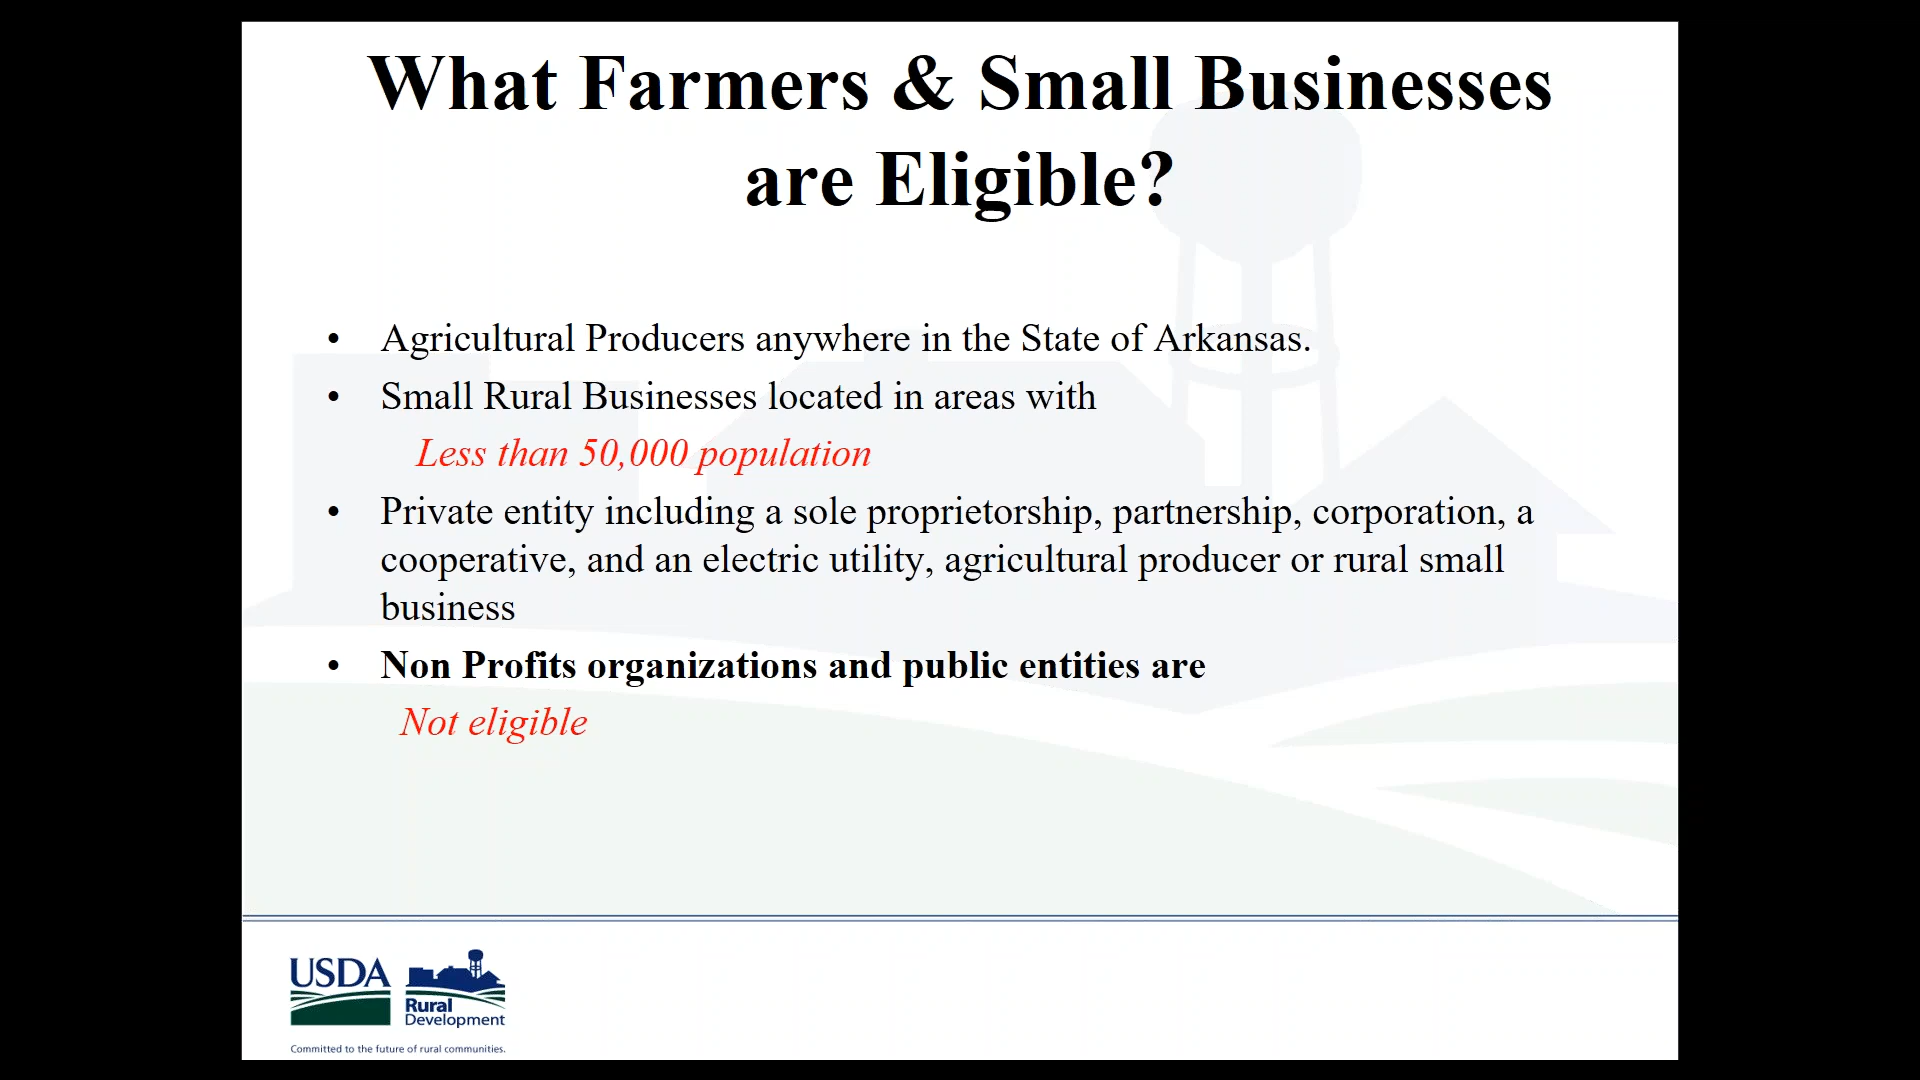 What Farmers & Small Businesses
are Eligible?
• Agricultural Producers anywhere in the State of Arkansas.
• Small Rural Businesses located in areas with
Less than 50,000 population
• Private entity including a sole proprietorship, partnership, corporation, a
cooperative, and an electric utility, agricultural producer or rural small
business
• Non Profits organizations and public entities are
Not eligible
USDA
Rural
Development
Committed to the future of rural communities.